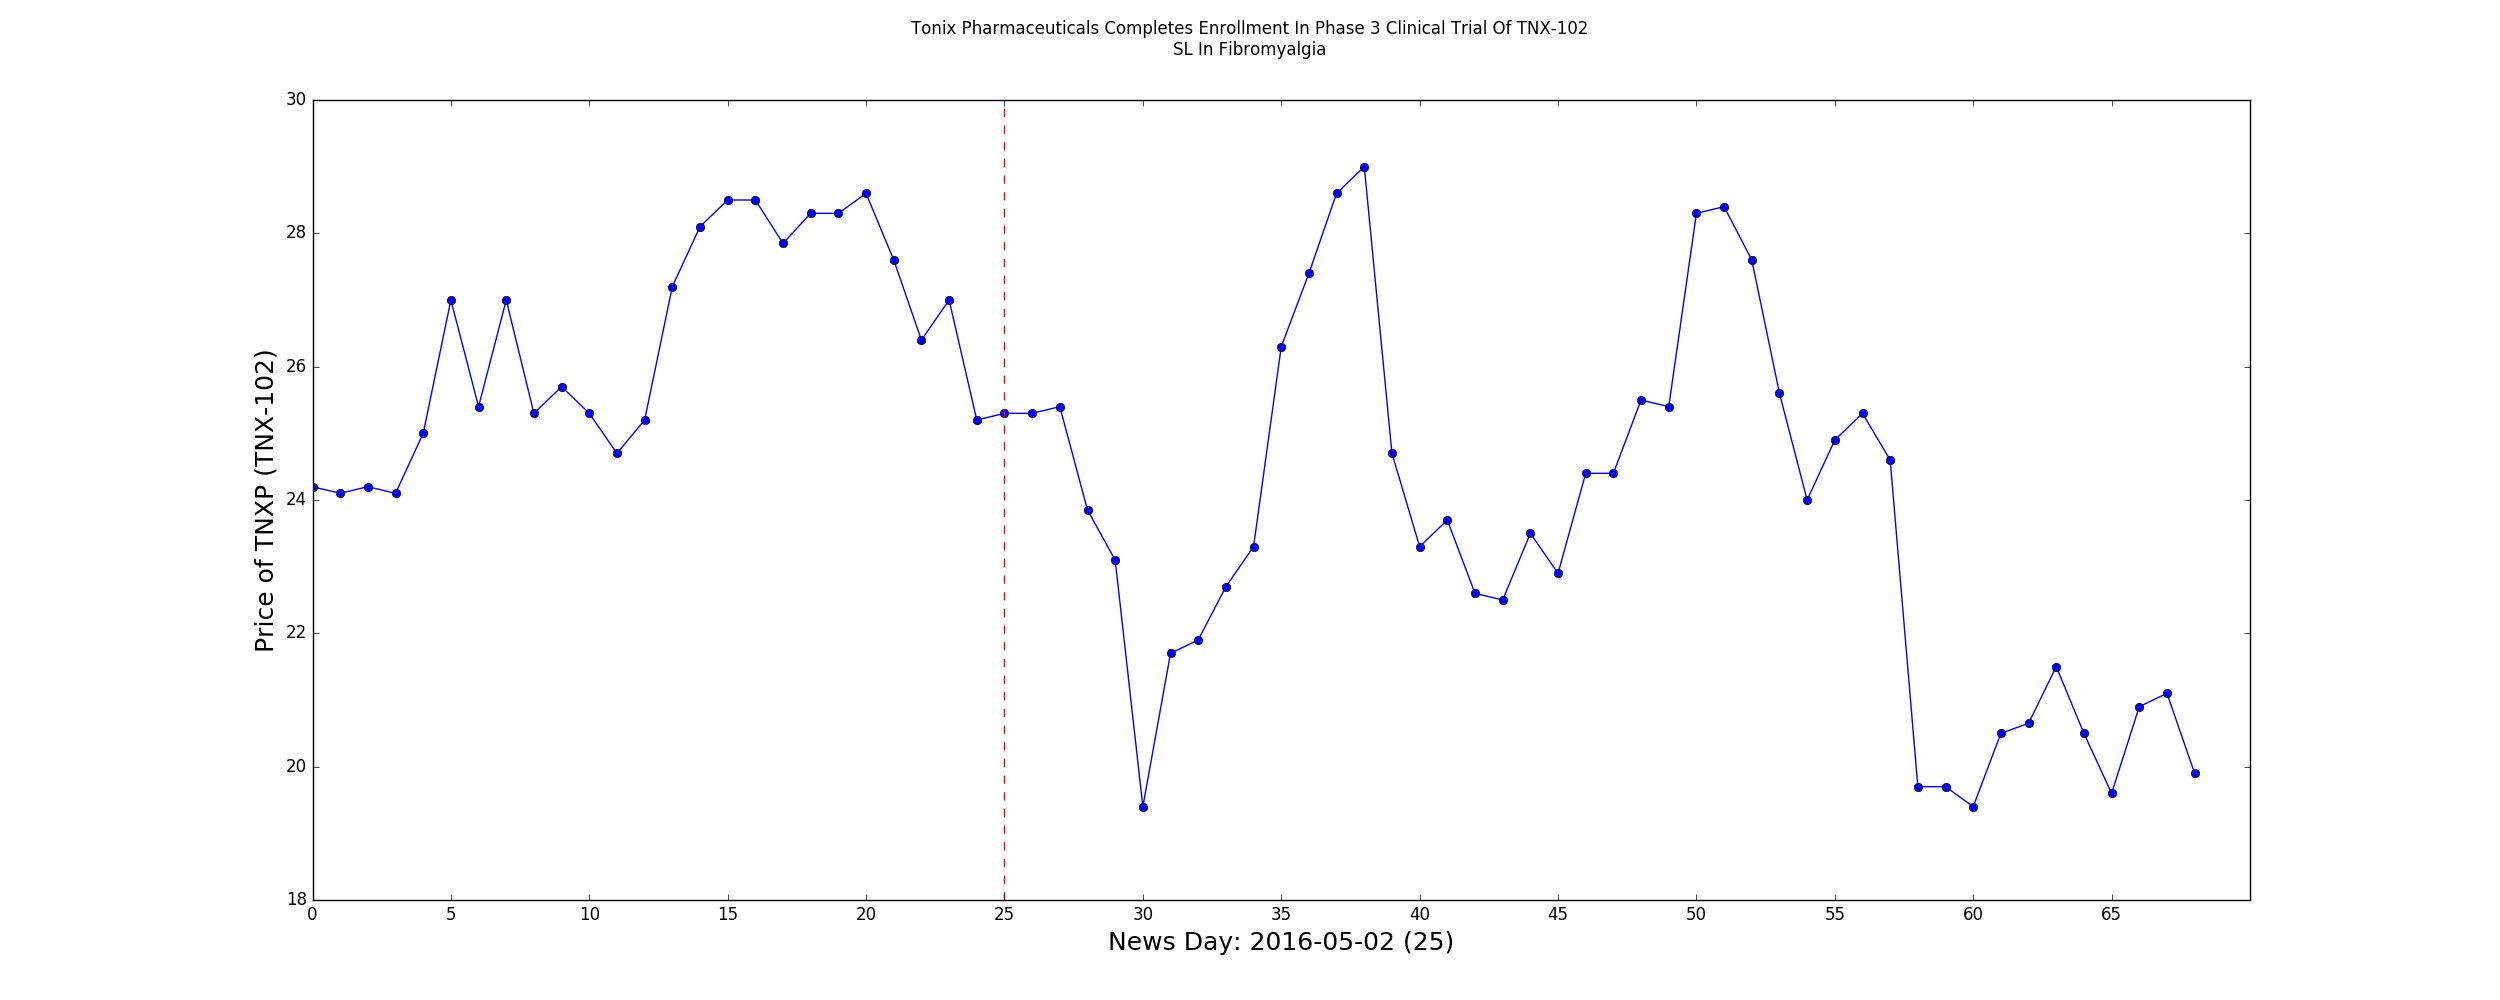 Tonix Pharmaceuticals Completes Enrollment In Phase 3 Clinical Trial Of TNX-102
SL In Fibromyalgia
Price of TNXP (TNX-102)
30
28
26
24
22
20
18
0 5 10 15 20 25 30 35 40 45 50 55 60 65
News Day: 2016-05-02 (25)